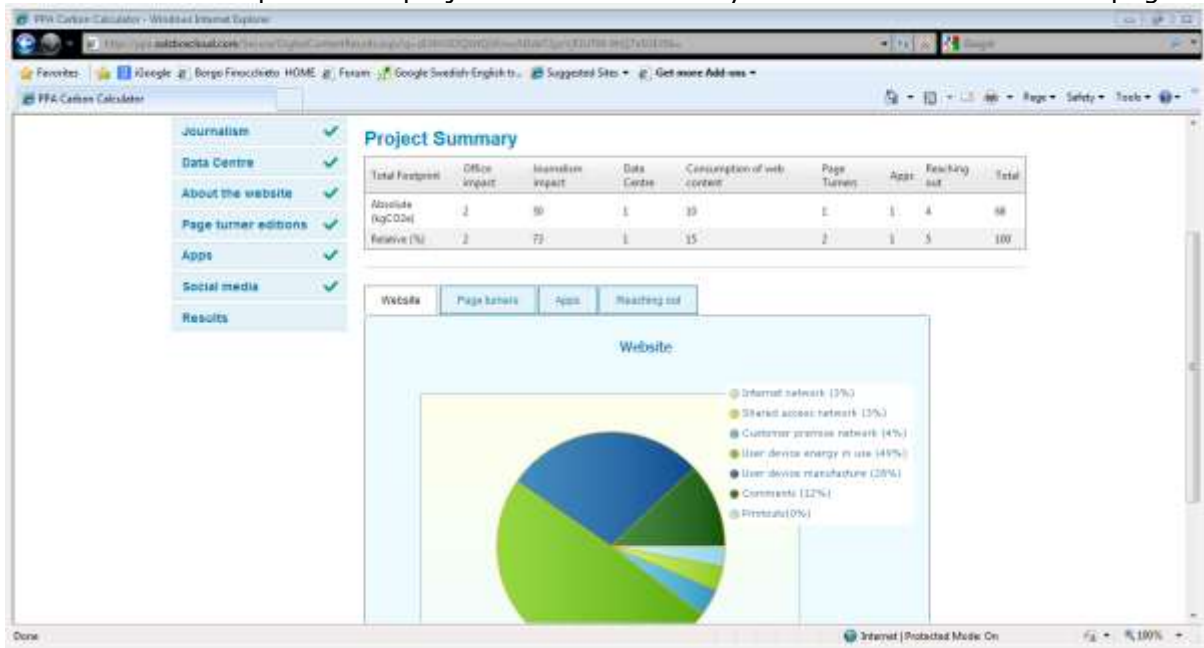 PPA Carbon Calculator - Windows Internet Explorer
Google
Favorites iGoogle Borgo Finocchieto HOME Forum Google Swedish-English tr... Suggested Sites Get more Add-ons
PPA Carbon Calculator
Page Safety Tools
Journalism
Data Centre
About the website
Page turner editions
Apps
Social media
Results
Project Summary
Total Footprint Office impact Journalism impact Data Centre Consumption of web content Page Turners Apps Reaching out Total
Absolute (kgCO2e) 2 50 1 10 1 1 4 68
Relative (%) 2 73 1 15 2 1 5 100
Website Page turners Apps Reaching out
Website
Internet network (3%)
Shared access network (3%)
Customer premise network (4%)
User device energy in use (49%)
User device manufacture (28%)
Comments (12%)
Printouts(0%)
Done
Internet | Protected Mode: On
100%